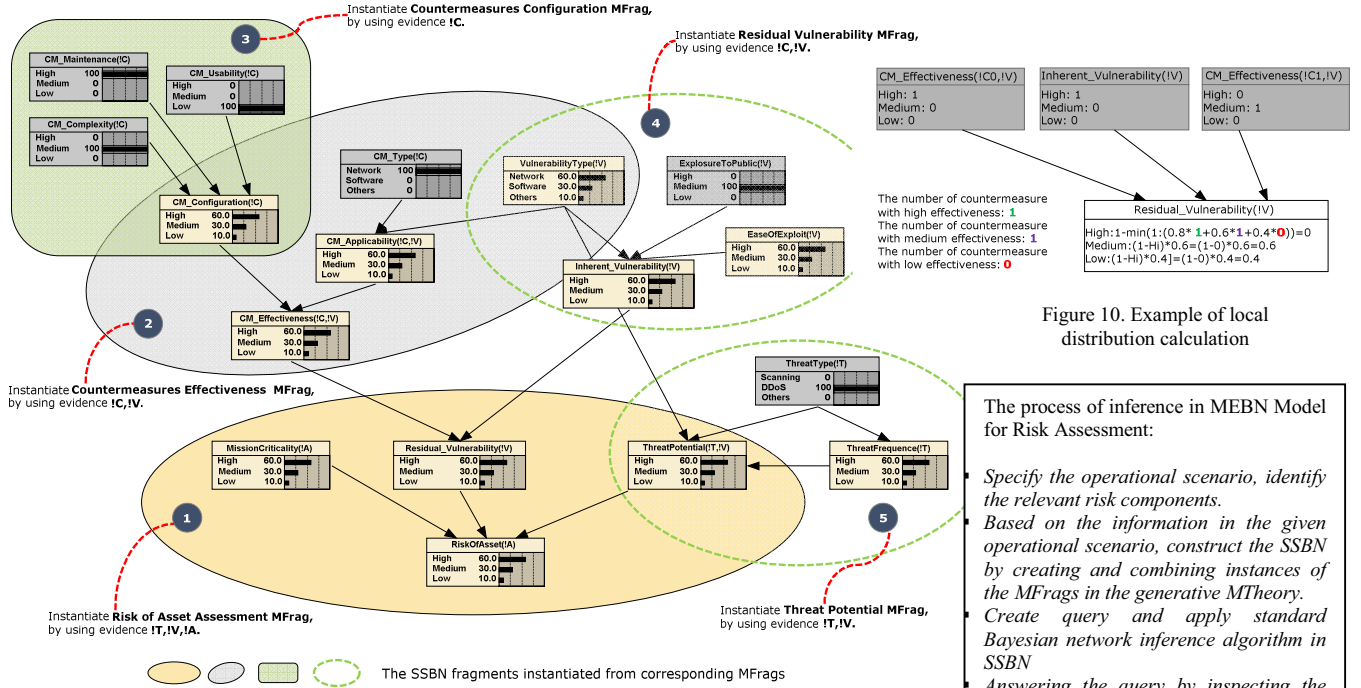 Instantiate Countermeasures Configuration MFrag,
by using evidence !C.
3
CM_Maintenance(!C)
High 100
Medium 0
Low 0
CM_Usability(!C)
High 0
Medium 0
Low 100
CM_Complexity(!C)
High 0
Medium 100
Low 0
CM_Configuration(!C)
High 60.0
Medium 30.0
Low 10.0
Instantiate Residual Vulnerability MFrag,
by using evidence !C,!V.
4
CM_Type(!C)
Network 100
Software 0
Others 0
VulnerabilityType(!V)
Network 60.0
Software 30.0
Others 10.0
ExplosureToPublic(!V)
High 0
Medium 100
Low 0
CM_Applicability(!C,!V)
High 60.0
Medium 30.0
Low 10.0
EaseOfExploit(!V)
High 60.0
Medium 30.0
Low 10.0
Inherent_Vulnerability(!V)
High 60.0
Medium 30.0
Low 10.0
2
CM_Effectiveness(!C,!V)
High 60.0
Medium 30.0
Low 10.0
Instantiate Countermeasures Effectiveness MFrag,
by using evidence !C,!V.
ThreatType(!T)
Scanning 0
DDoS 100
Others 0
MissionCriticality(!A)
High 60.0
Medium 30.0
Low 10.0
Residual_Vulnerability(!V)
High 60.0
Medium 30.0
Low 10.0
ThreatPotential(!T,!V)
High 60.0
Medium 30.0
Low 10.0
ThreatFrequence(!T)
High 60.0
Medium 30.0
Low 10.0
1
5
RiskOfAsset(!A)
High 60.0
Medium 30.0
Low 10.0
Instantiate Risk of Asset Assessment MFrag,
by using evidence !T,!V,!A.
Instantiate Threat Potential MFrag,
by using evidence !T,!V.
The SSBN fragments instantiated from corresponding MFrags
CM_Effectiveness(!C0,!V)
High: 1
Medium: 0
Low: 0
Inherent_Vulnerability(!V)
High: 1
Medium: 0
Low: 0
CM_Effectiveness(!C1,!V)
High: 0
Medium: 1
Low: 0
The number of countermeasure
with high effectiveness: 1
The number of countermeasure
with medium effectiveness: 1
The number of countermeasure
with low effectiveness: 0
Residual_Vulnerability(!V)
High:1-min(1:(0.8* 1+0.6*1+0.4*0))=0
Medium:(1-Hi)*0.6=(1-0)*0.6=0.6
Low:(1-Hi)*0.4]=(1-0)*0.4=0.4
Figure 10. Example of local
distribution calculation
The process of inference in MEBN Model
for Risk Assessment:
Specify the operational scenario, identify
the relevant risk components.
Based on the information in the given
operational scenario, construct the SSBN
by creating and combining instances of
the MFrags in the generative MTheory.
Create query and apply standard
Bayesian network inference algorithm in
SSBN
Answering the query by inspecting the